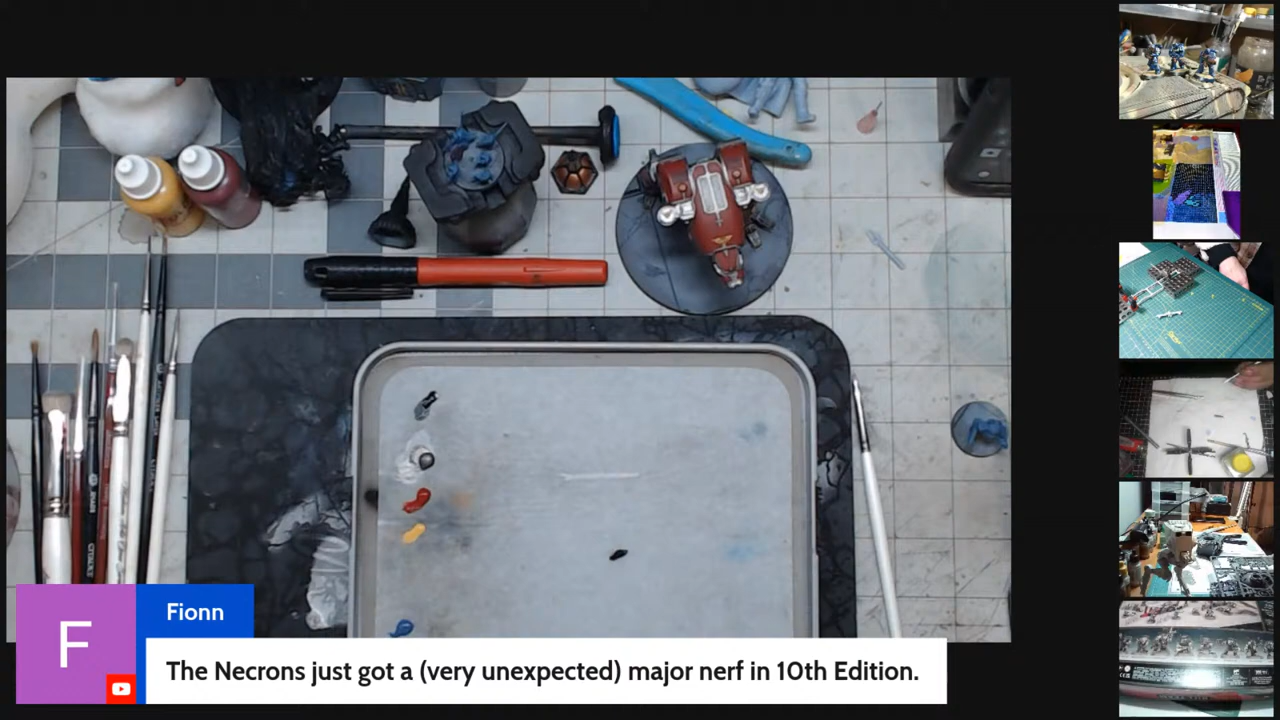 F
Fionn
The Necrons just got a (very unexpected) major nerf in 10th Edition.